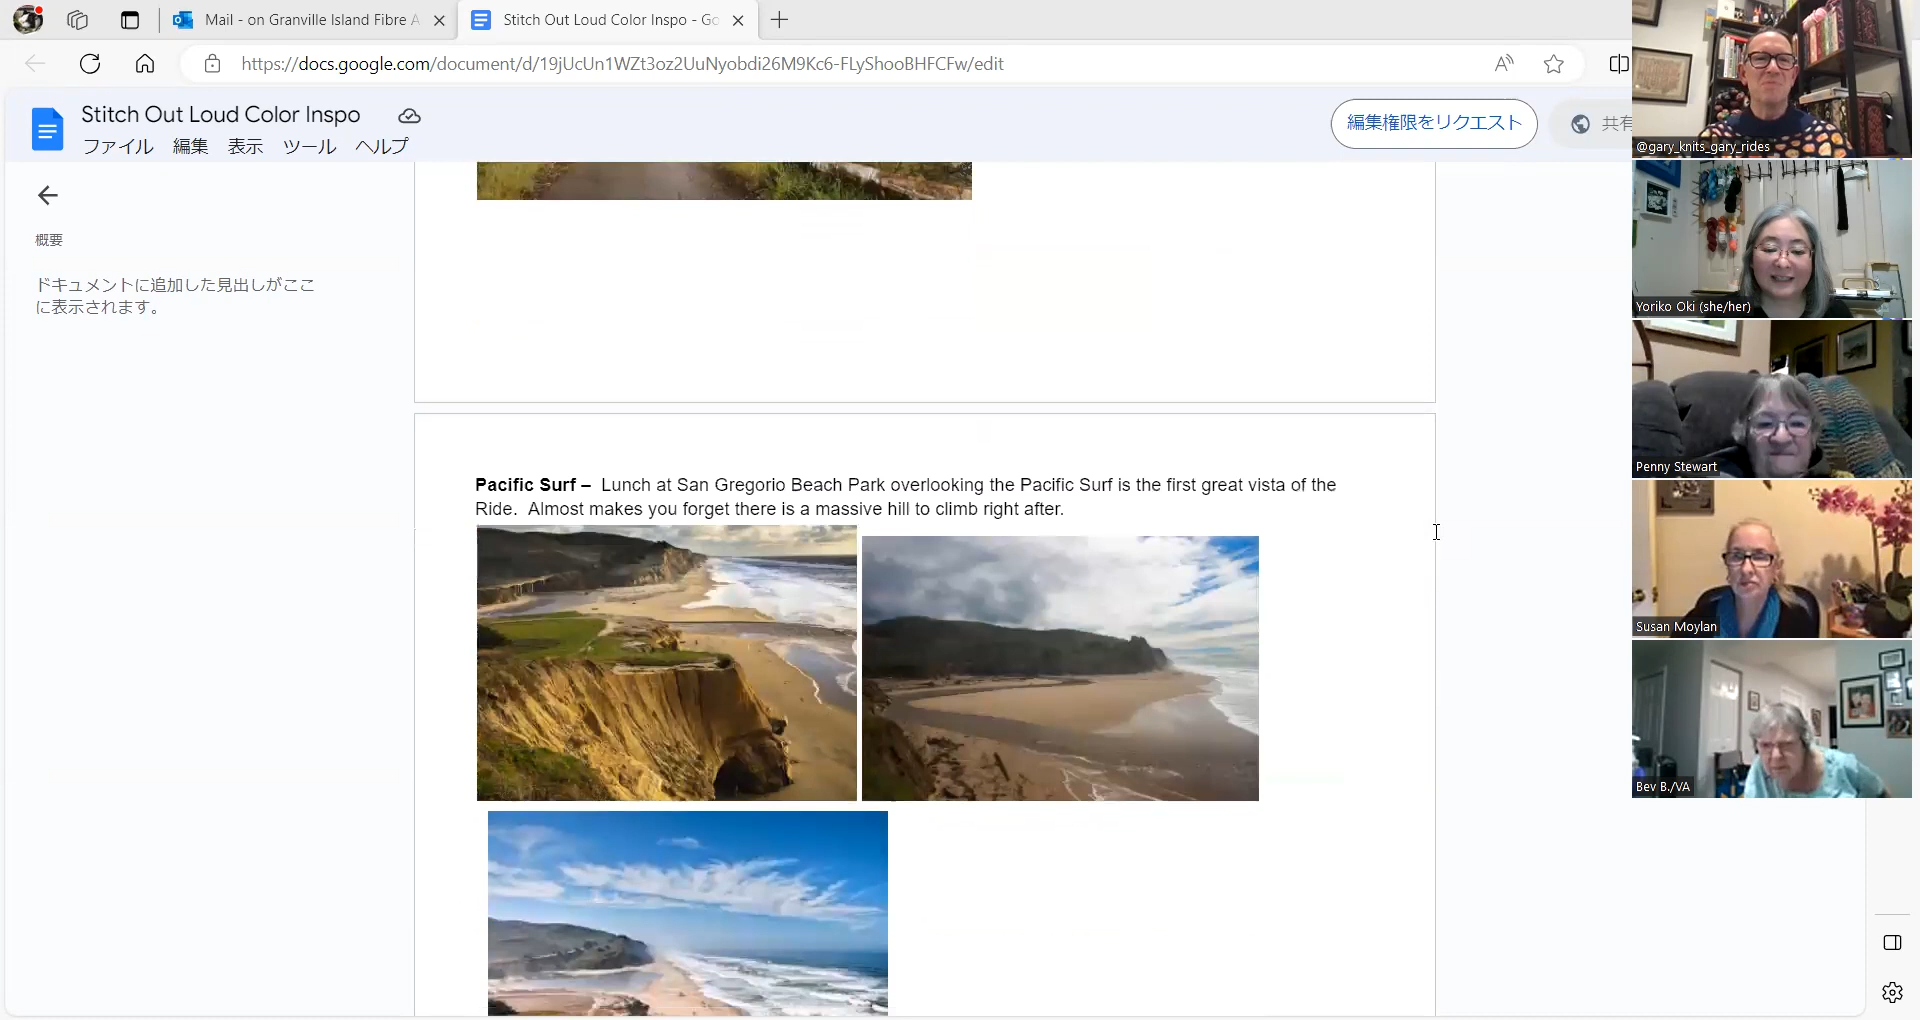 Mail - on Granville Island Fibre A
Stitch Out Loud Color Inspo - Go
https://docs.google.com/document/d/19jUcUn1WZt3oz2UuNyobdi26M9Kc6-FLyShooBHFCFw/edit
Stitch Out Loud Color Inspo
ファイル 編集 表示 ツール ヘルプ
編集権限をリクエスト
共有
概要
ドキュメントに追加した見出しがここ
に表示されます。
Pacific Surf – Lunch at San Gregorio Beach Park overlooking the Pacific Surf is the first great vista of the
Ride. Almost makes you forget there is a massive hill to climb right after.
@gary_knits_gary_rides
Yoriko Oki (she/her)
Penny Stewart
Susan Moylan
Bev B./VA